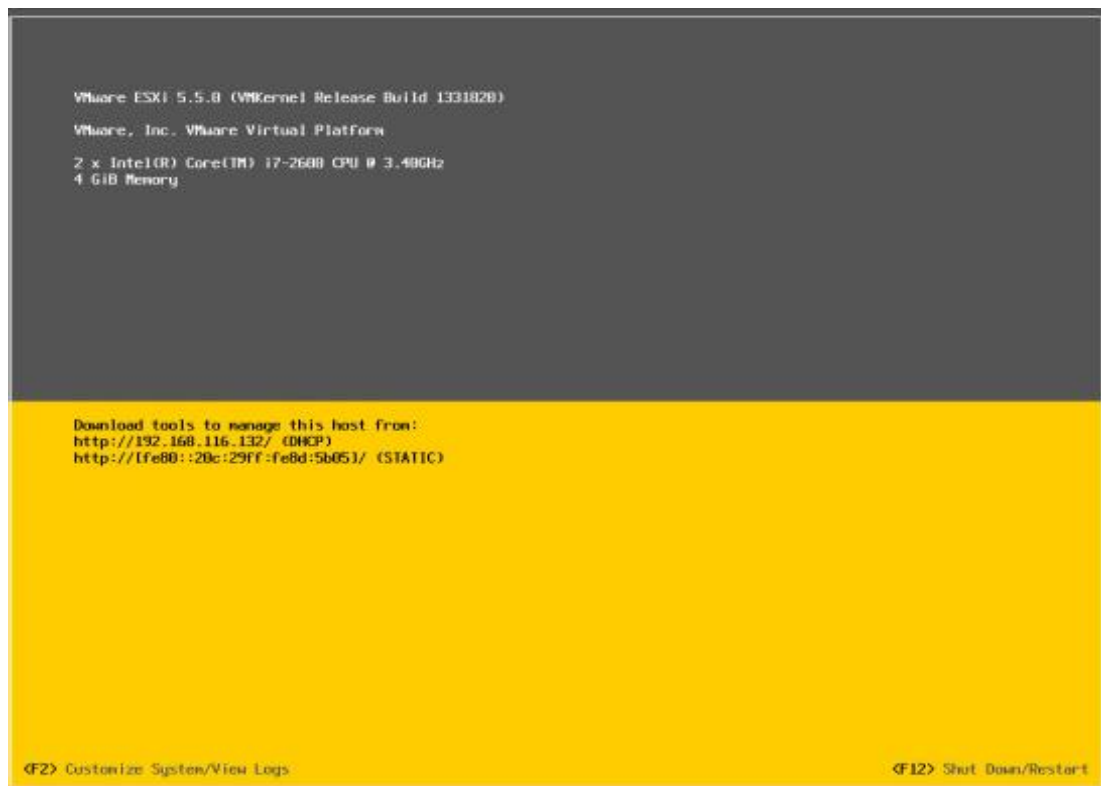 VMware ESXi 5.5.0 (VMKernel Release Build 1331820)
VMware, Inc. VMware Virtual Platform
2 x Intel(R) Core(TM) i7-2600 CPU @ 3.40GHz
4 GiB Memory
Download tools to manage this host from:
http://192.168.116.132/ (DHCP)
http://[fe80::20c:29ff:fe8d:5b05]/ (STATIC)
<F2> Customize System/View Logs
<F12> Shut Down/Restart